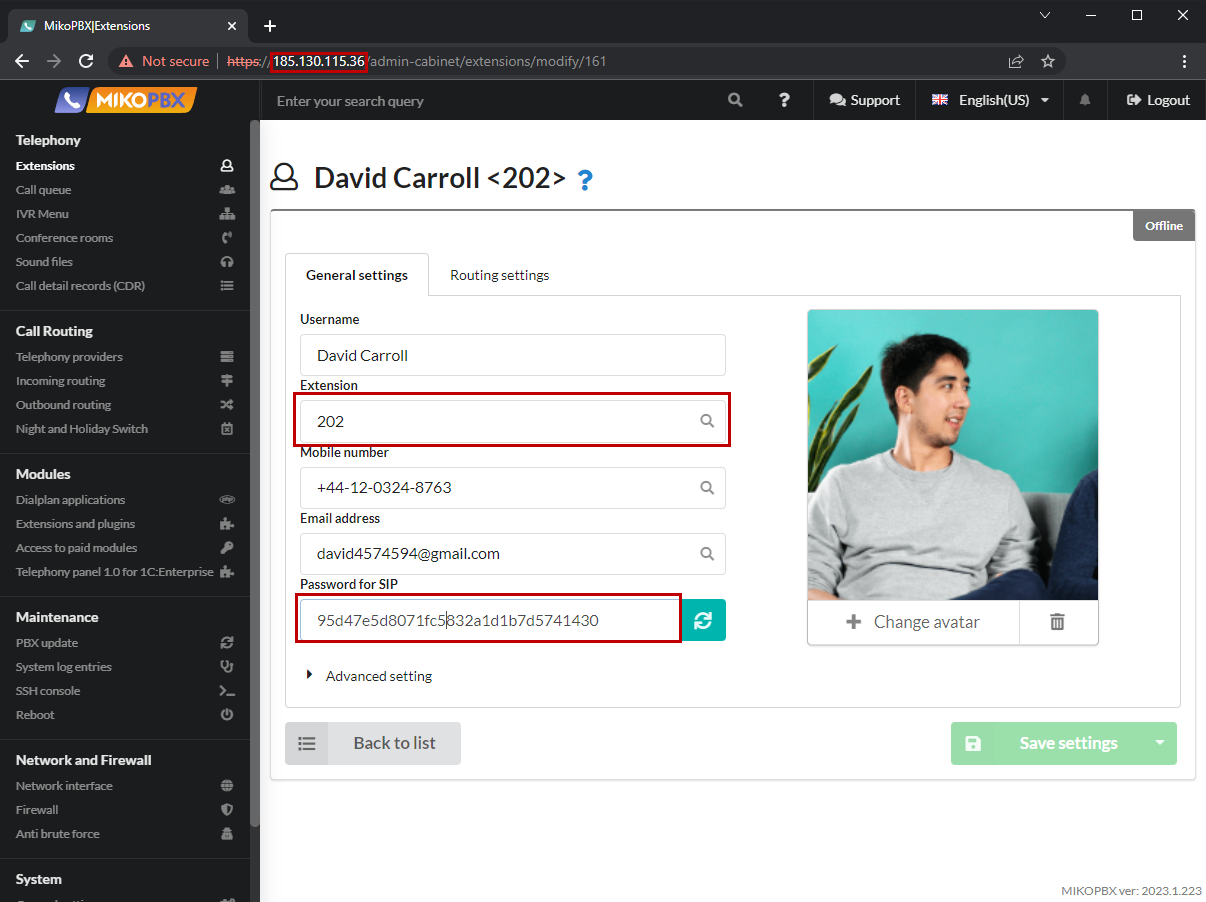 MikoPBX|Extensions
Not secure https://185.130.115.36/admin-cabinet/extensions/modify/161
MIKOPBX
Enter your search query
? Support English(US) Logout
Telephony
Extensions
Call queue
IVR Menu
Conference rooms
Sound files
Call detail records (CDR)
Call Routing
Telephony providers
Incoming routing
Outbound routing
Night and Holiday Switch
Modules
Dialplan applications
Extensions and plugins
Access to paid modules
Telephony panel 1.0 for 1C:Enterprise
Maintenance
PBX update
System log entries
SSH console
Reboot
Network and Firewall
Network interface
Firewall
Anti brute force
System
David Carroll <202> ?
Offline
General settings Routing settings
Username
David Carroll
Extension
202
Mobile number
+44-12-0324-8763
Email address
david4574594@gmail.com
Password for SIP
95d47e5d8071fc5832a1d1b7d5741430
Advanced setting
Change avatar
Back to list
Save settings
MIKOPBX ver: 2023.1.223